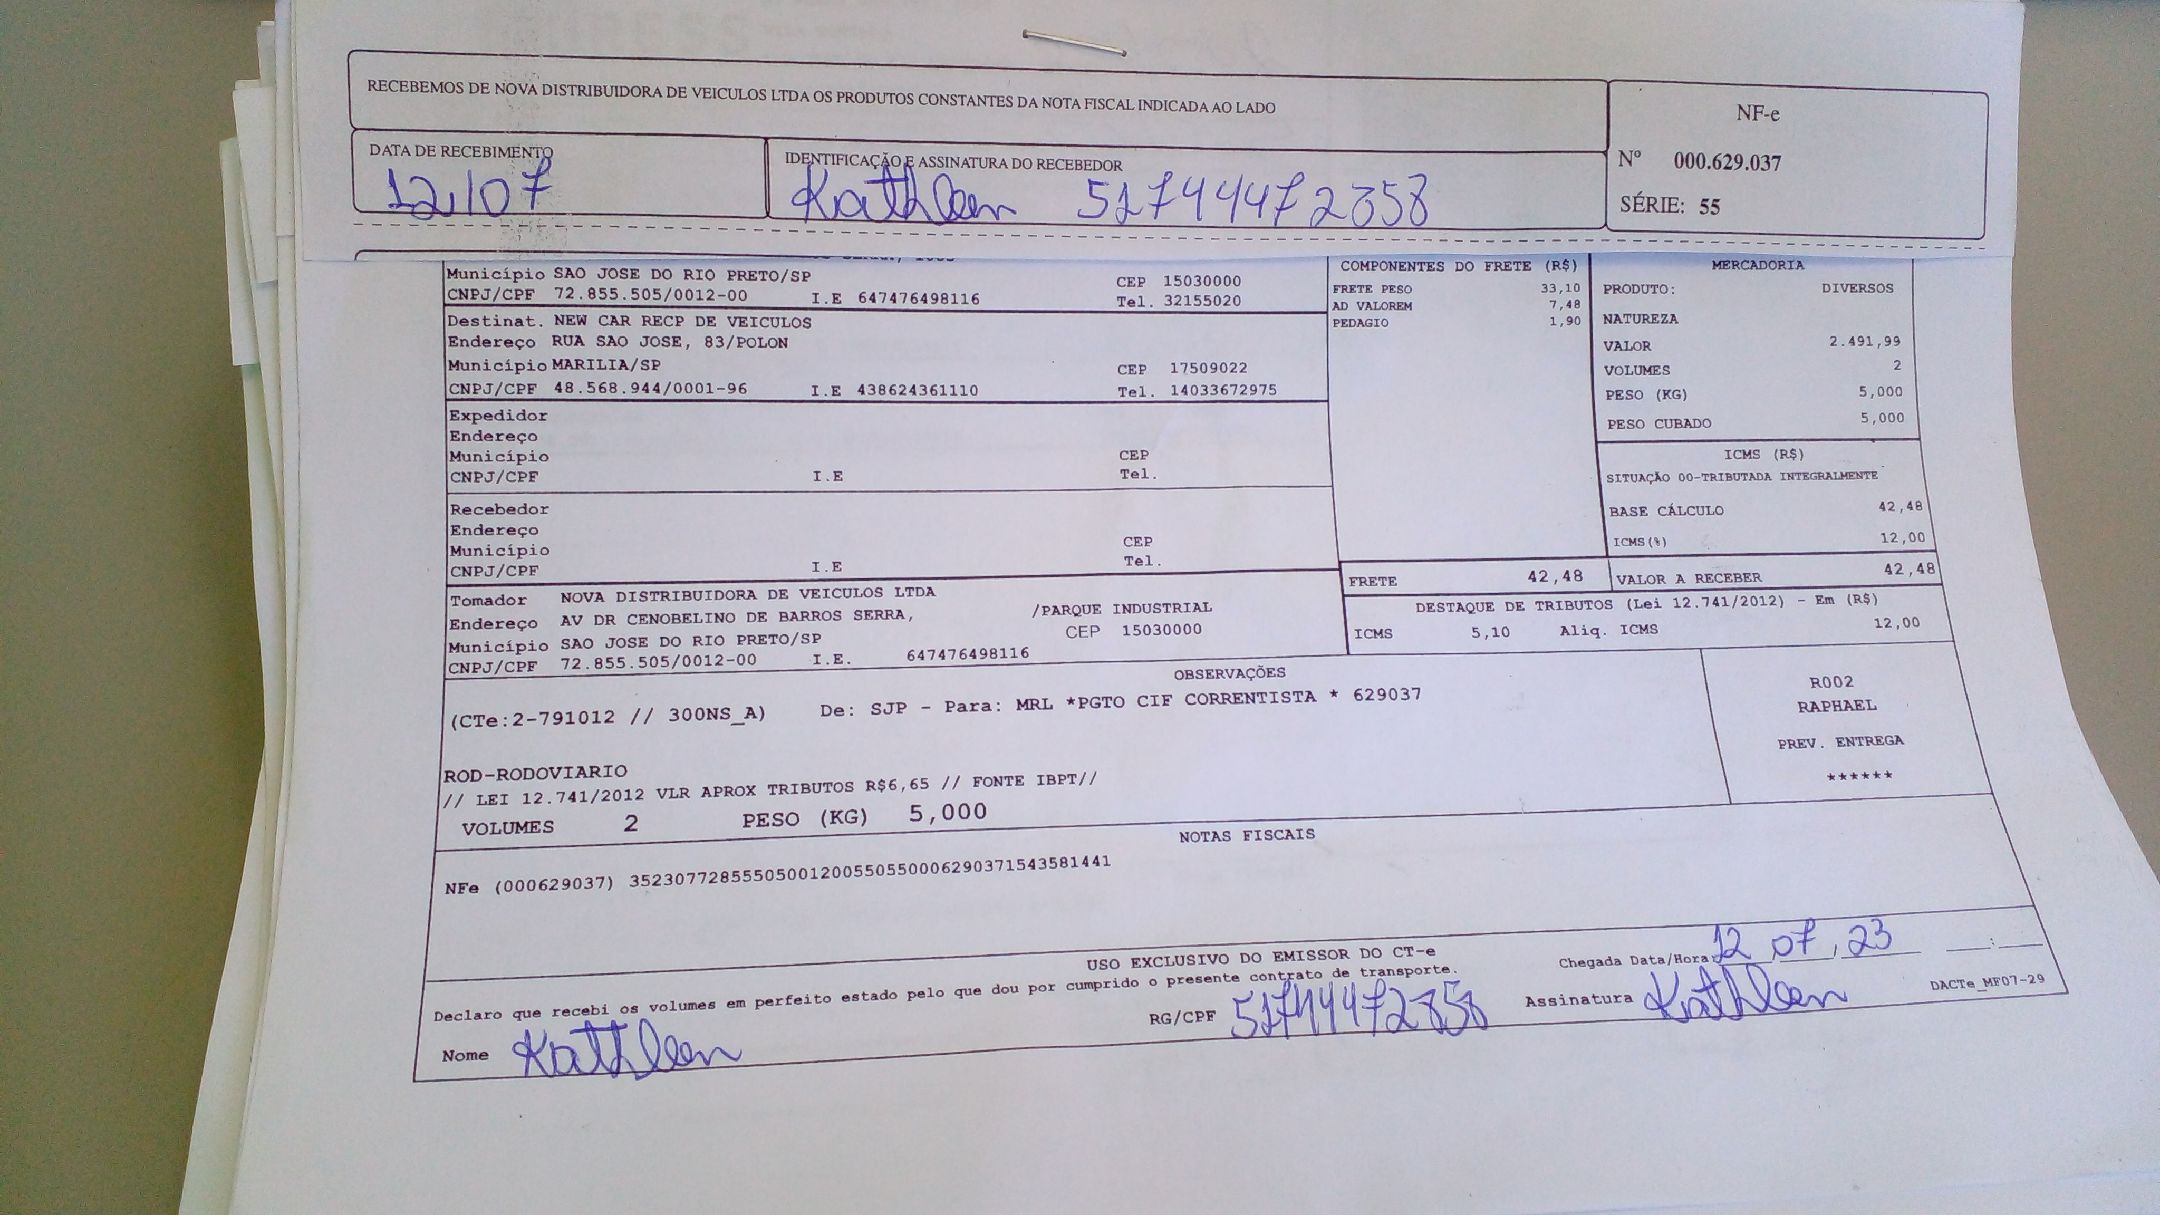 RECEBEMOS DE NOVA DISTRIBUIDORA DE VEICULOS LTDA OS PRODUTOS CONSTANTES DA NOTA FISCAL INDICADA AO LADO
NF-e
Nº 000.629.037
SÉRIE: 55
DATA DE RECEBIMENTO
12/07
IDENTIFICAÇÃO E ASSINATURA DO RECEBEDOR
Kathleen 51744472858
Município SAO JOSE DO RIO PRETO/SP CEP 15030000
CNPJ/CPF 72.855.505/0012-00 I.E 647476498116 Tel. 32155020
Destinat. NEW CAR RECP DE VEICULOS
Endereço RUA SAO JOSE, 83/POLON
Município MARILIA/SP CEP 17509022
CNPJ/CPF 48.568.944/0001-96 I.E 438624361110 Tel. 14033672975
Expedidor
Endereço
Município CEP
CNPJ/CPF I.E Tel.
Recebedor
Endereço
Município CEP
CNPJ/CPF I.E Tel.
Tomador NOVA DISTRIBUIDORA DE VEICULOS LTDA
Endereço AV DR CENOBELINO DE BARROS SERRA, /PARQUE INDUSTRIAL
Município SAO JOSE DO RIO PRETO/SP CEP 15030000
CNPJ/CPF 72.855.505/0012-00 I.E. 647476498116
COMPONENTES DO FRETE (R$)
FRETE PESO 33,10
AD VALOREM 7,48
PEDAGIO 1,90
MERCADORIA
PRODUTO: DIVERSOS
NATUREZA
VALOR 2.491,99
VOLUMES 2
PESO (KG) 5,000
PESO CUBADO 5,000
ICMS (R$)
SITUAÇÃO 00-TRIBUTADA INTEGRALMENTE
BASE CÁLCULO 42,48
ICMS(%) 12,00
FRETE 42,48 VALOR A RECEBER 42,48
DESTAQUE DE TRIBUTOS (Lei 12.741/2012) - Em (R$)
ICMS 5,10 Aliq. ICMS 12,00
OBSERVAÇÕES
(CTe:2-791012 // 300NS_A) De: SJP - Para: MRL *PGTO CIF CORRENTISTA * 629037
ROD-RODOVIARIO
// LEI 12.741/2012 VLR APROX TRIBUTOS R$6,65 // FONTE IBPT//
VOLUMES 2 PESO (KG) 5,000
R002
RAPHAEL
PREV. ENTREGA
******
NOTAS FISCAIS
NFe (000629037) 35230772855505001200550550006290371543581441
USO EXCLUSIVO DO EMISSOR DO CT-e
Declaro que recebi os volumes em perfeito estado pelo que dou por cumprido o presente contrato de transporte.
Chegada Data/Hora: 12 07, 23 ____:____
Nome Kathleen RG/CPF 51744472858 Assinatura Kathleen
DACTe_MF07-29